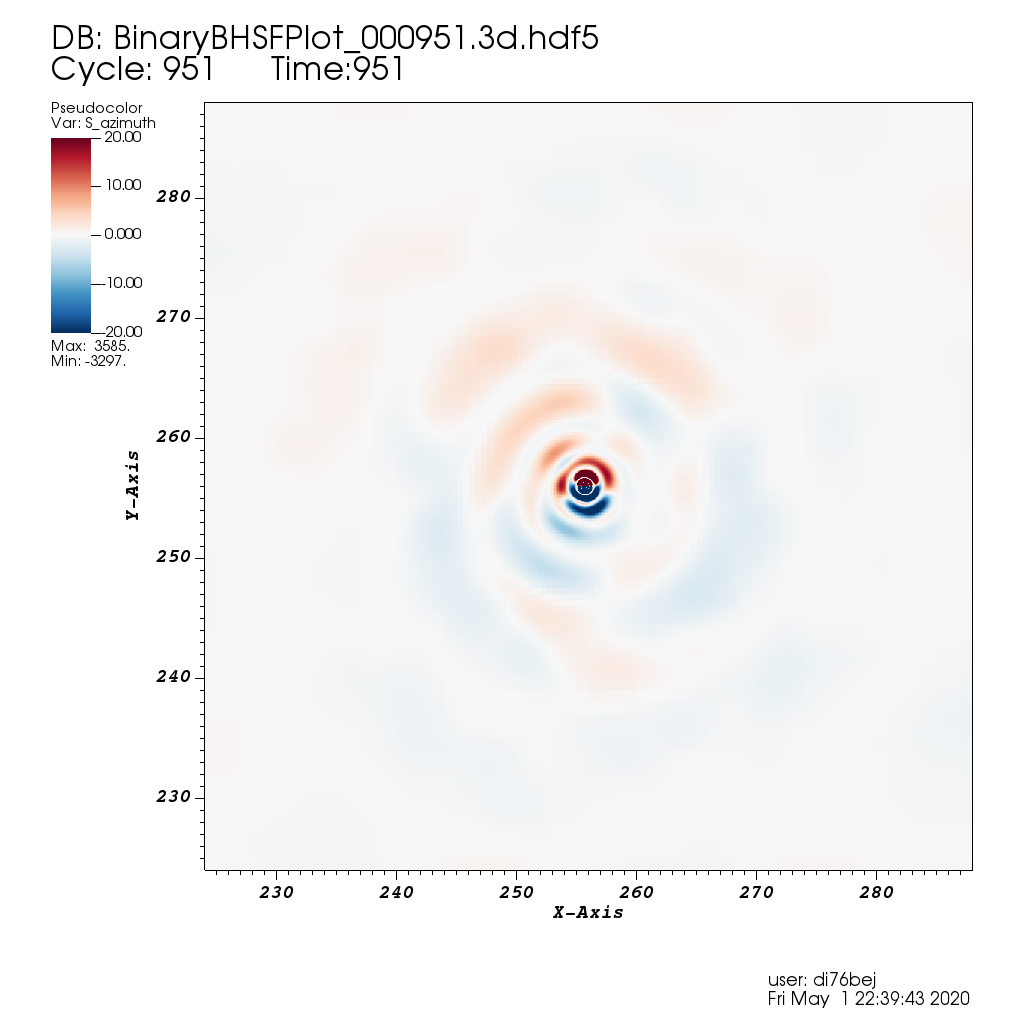 DB: BinaryBHSFPlot_000951.3d.hdf5
Cycle: 951 Time:951
Pseudocolor
Var: S_azimuth
20.00
10.00
0.000
-10.00
-20.00
Max: 3585.
Min: -3297.
280
270
260
250
240
230
Y-Axis
230 240 250 260 270 280
X-Axis
user: di76bej
Fri May 1 22:39:43 2020